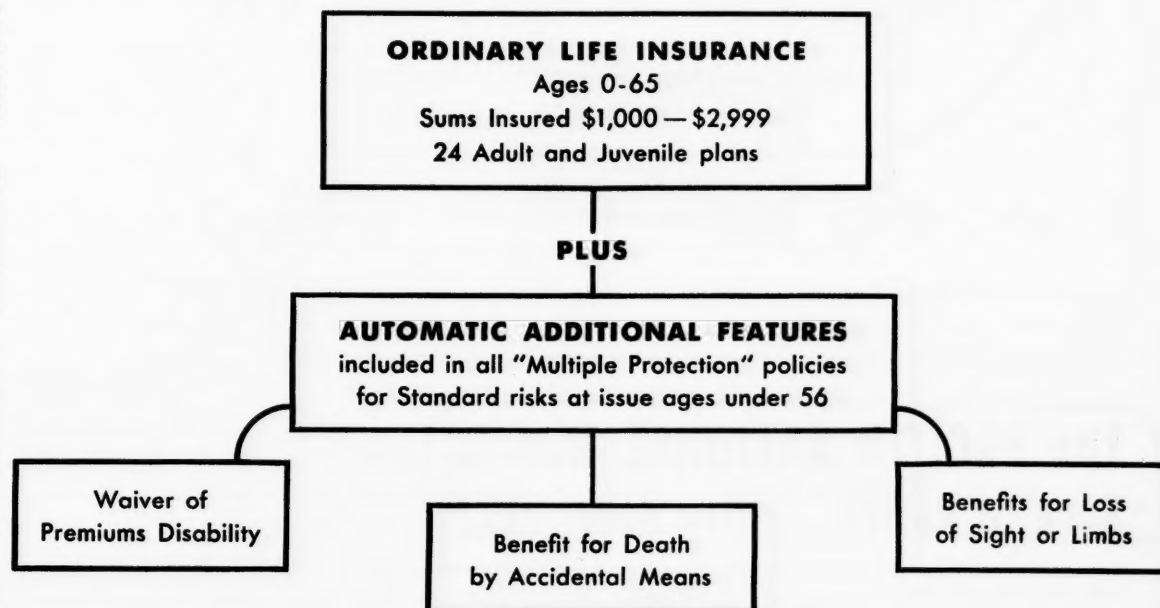 ORDINARY LIFE INSURANCE
Ages 0-65
Sums Insured $1,000 — $2,999
24 Adult and Juvenile plans
PLUS
AUTOMATIC ADDITIONAL FEATURES
included in all "Multiple Protection" policies
for Standard risks at issue ages under 56
Waiver of
Premiums Disability
Benefit for Death
by Accidental Means
Benefits for Loss
of Sight or Limbs